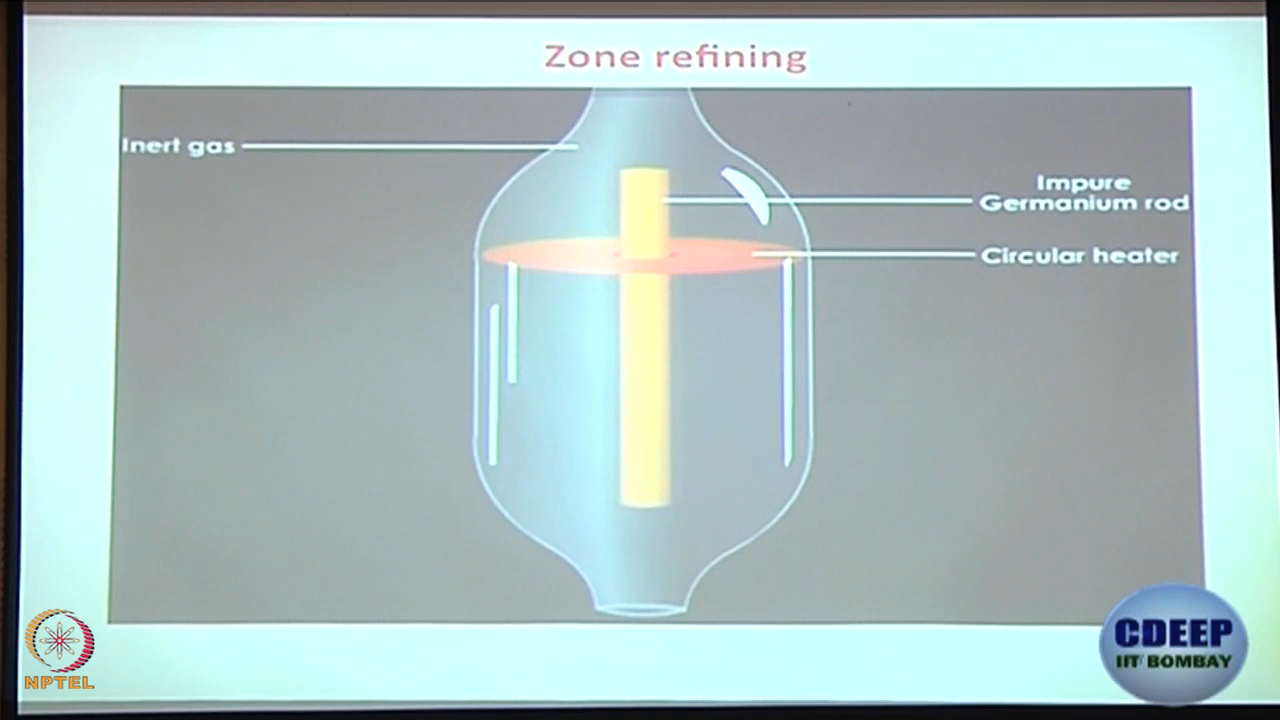 Zone refining
Inert gas
Impure
Germanium rod
Circular heater
NPTEL
CDEEP
IIT BOMBAY